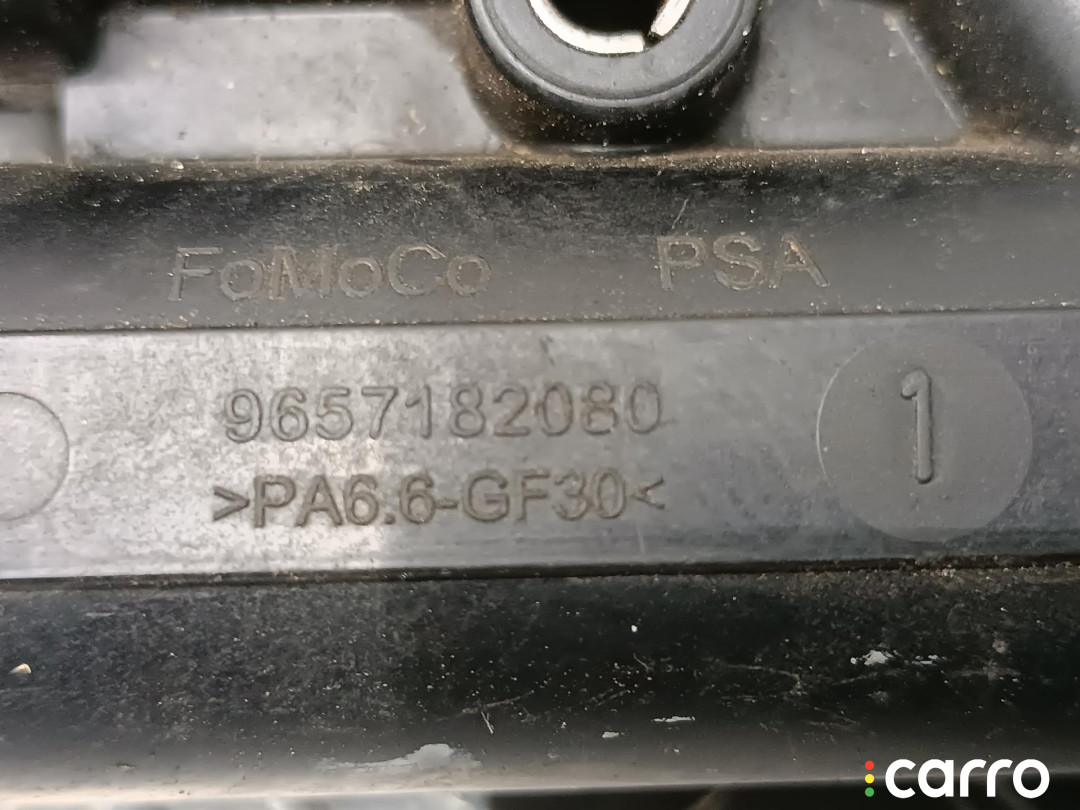 FoMoCo PSA
9657182080
>PA6.6-GF30<
1
carro